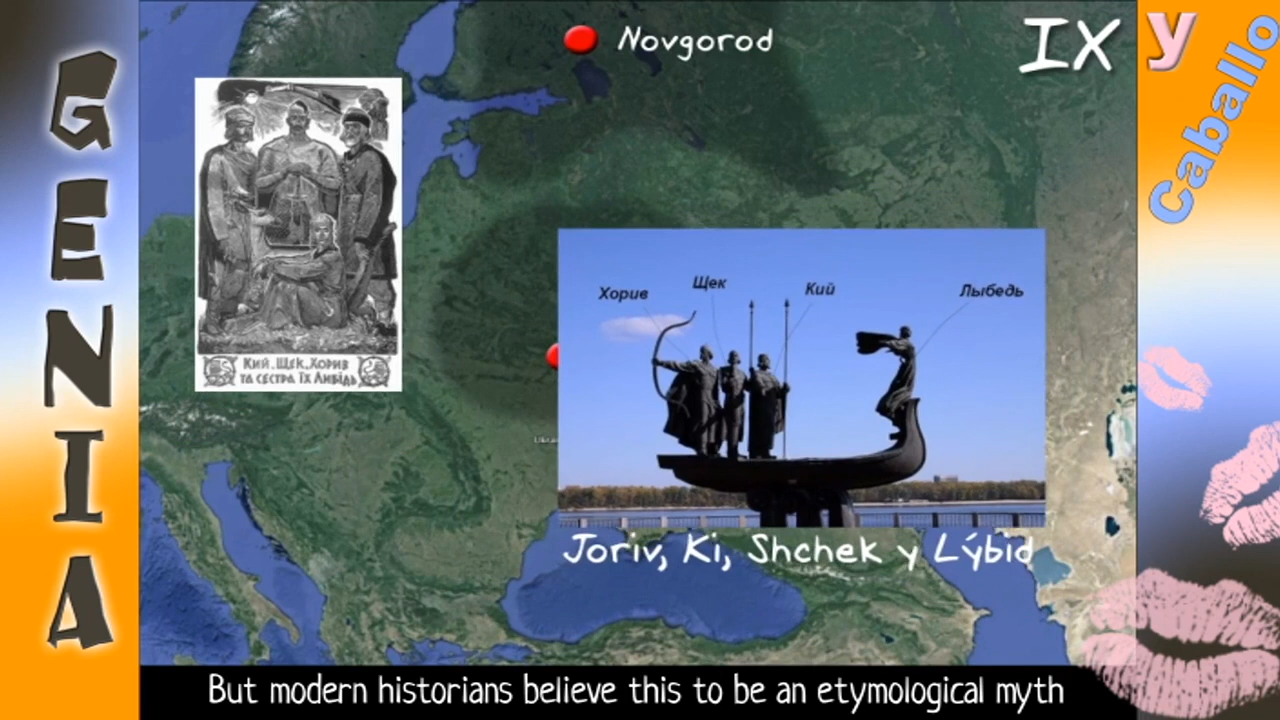 GENIA
Novgorod
IX
y
Caballo
Хорив
Щек
Кий
Лыбедь
КИЙ, ЩЕК, ХОРИВ
ТА СЕСТРА ЇХ ЛИБІДЬ
Joriv, Ki, Shchek y Lýbid
But modern historians believe this to be an etymological myth